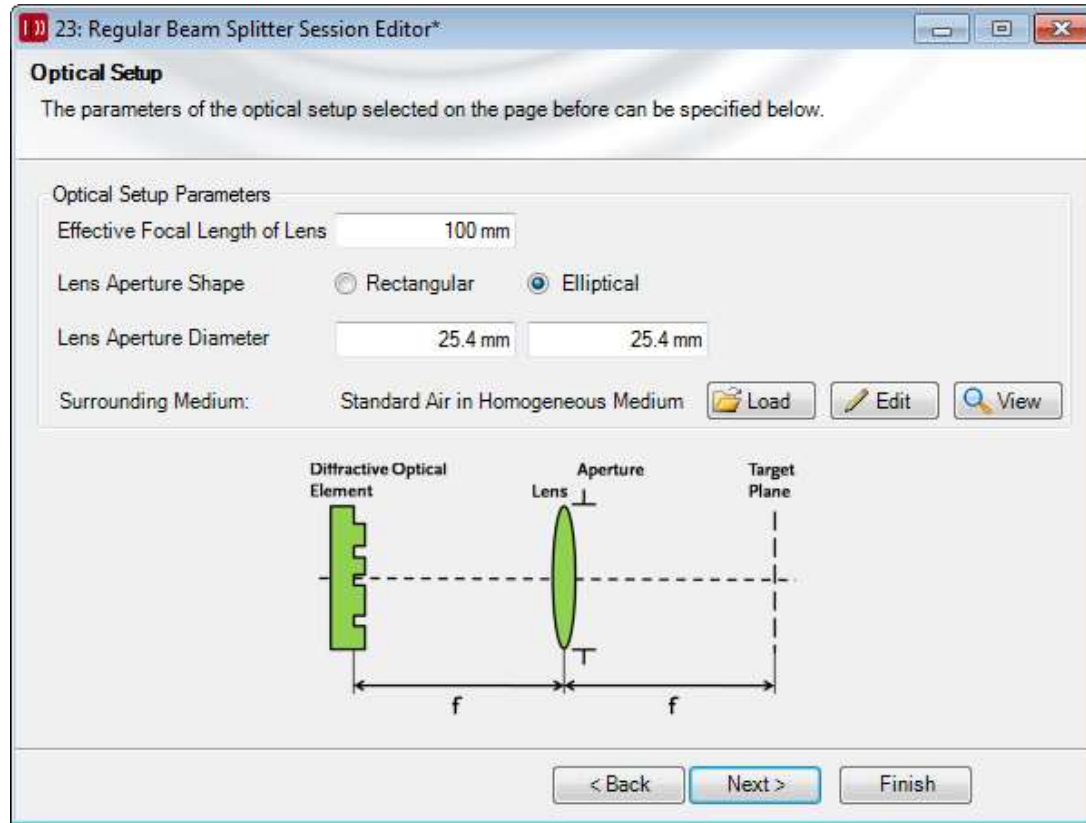 23: Regular Beam Splitter Session Editor*
Optical Setup
The parameters of the optical setup selected on the page before can be specified below.
Optical Setup Parameters
Effective Focal Length of Lens 100 mm
Lens Aperture Shape Rectangular Elliptical
Lens Aperture Diameter 25.4 mm 25.4 mm
Surrounding Medium: Standard Air in Homogeneous Medium Load Edit View
Diffractive Optical Aperture Target
Element Lens Plane
f f
< Back Next > Finish